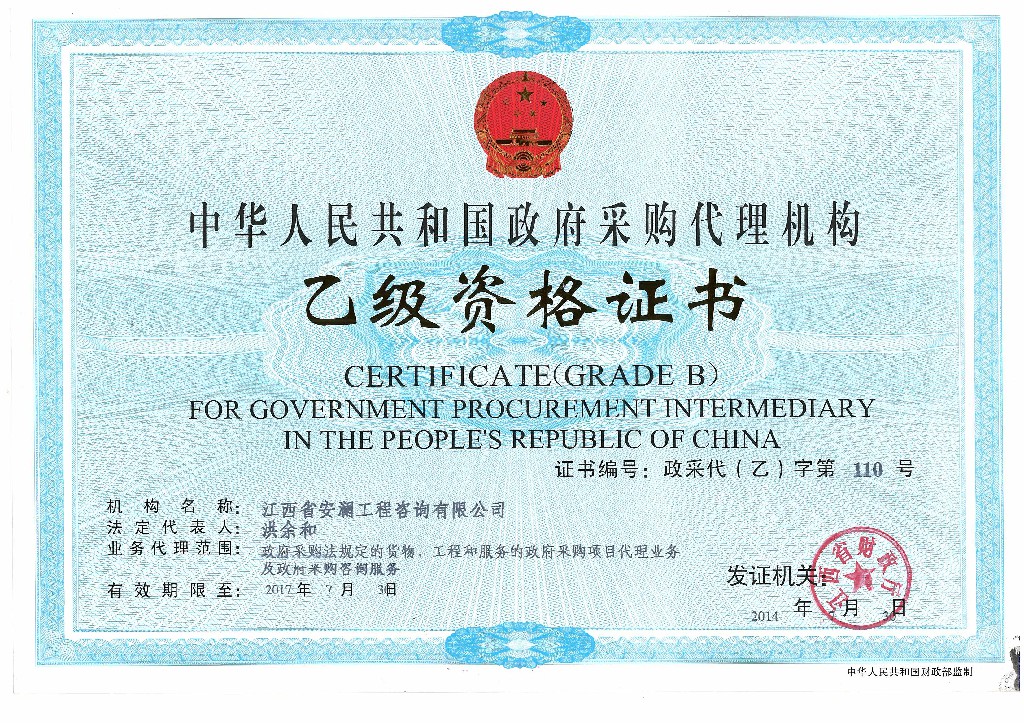 中华人民共和国政府采购代理机构
乙级资格证书
CERTIFICATE(GRADE B)
FOR GOVERNMENT PROCUREMENT INTERMEDIARY
IN THE PEOPLE'S REPUBLIC OF CHINA
证书编号：政采代（乙）字第 110 号
机构名称：江西省安澜工程咨询有限公司
法定代表人：洪余和
业务代理范围：政府采购法规定的货物、工程和服务的政府采购项目代理业务
及政府采购咨询服务
有效期限至：2017年 7月 3日
发证机关：
江西省财政厅
2014 年 月 日
中华人民共和国财政部监制